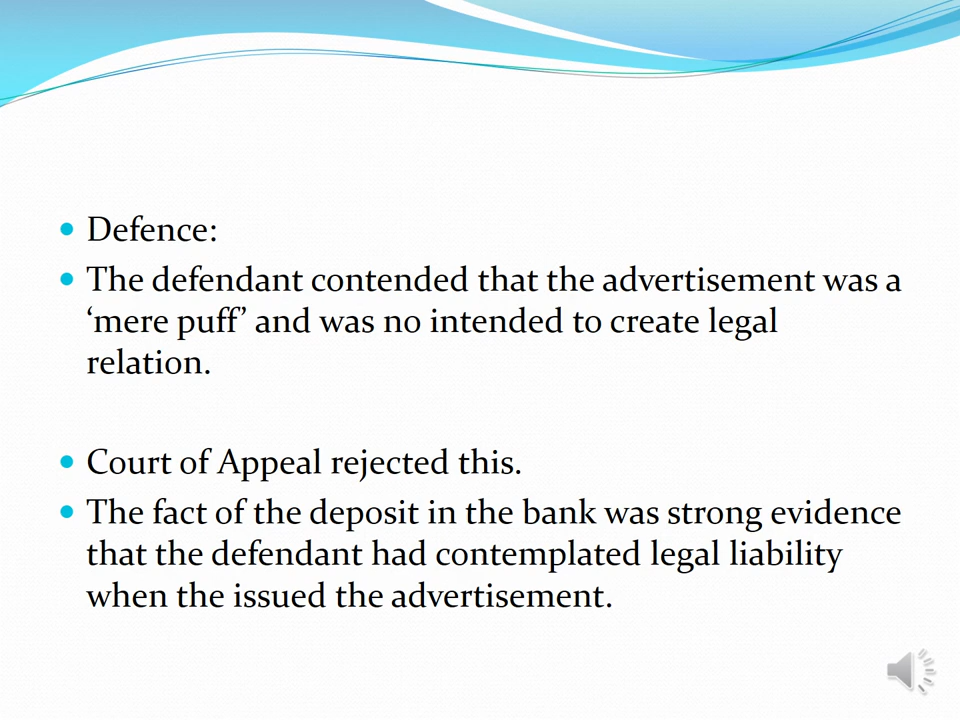 Defence:
The defendant contended that the advertisement was a
‘mere puff’ and was no intended to create legal
relation.
Court of Appeal rejected this.
The fact of the deposit in the bank was strong evidence
that the defendant had contemplated legal liability
when the issued the advertisement.